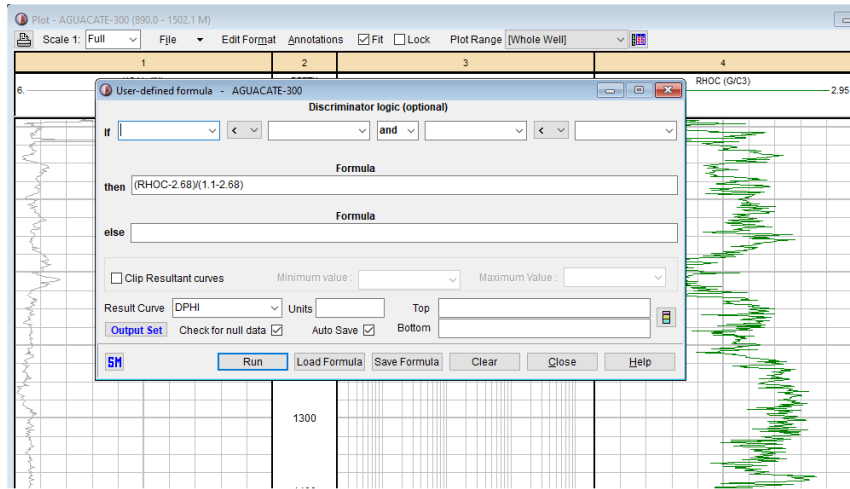 Plot - AGUACATE-300 (890.0 - 1502.1 M)
Scale 1: Full File Edit Format Annotations Fit Lock Plot Range [Whole Well]
1 2 3 4
RHOC (G/C3)
6. 2.95
User-defined formula - AGUACATE-300
Discriminator logic (optional)
If < and <
Formula
then (RHOC-2.68)/(1.1-2.68)
Formula
else
Clip Resultant curves Minimum value : Maximum Value :
Result Curve DPHI Units Top
Output Set Check for null data Auto Save Bottom
SM Run Load Formula Save Formula Clear Close Help
1300